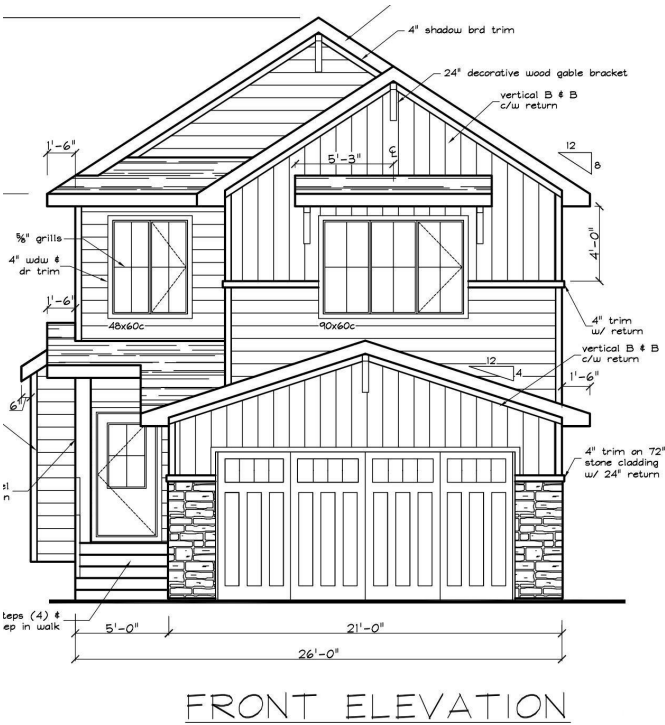 4" shadow brd trim
24" decorative wood gable bracket
vertical B & B
c/w return
12
8
1'-6"
5'-3"
℄
4'-0"
5/8" grills
4" wdw &
dr trim
1'-6"
48x60c
90x60c
4" trim
w/ return
vertical B & B
c/w return
12
4
1'-6"
6"
4" trim on 72"
stone cladding
w/ 24" return
teps (4) &
ep in walk
5'-0"
21'-0"
26'-0"
FRONT ELEVATION